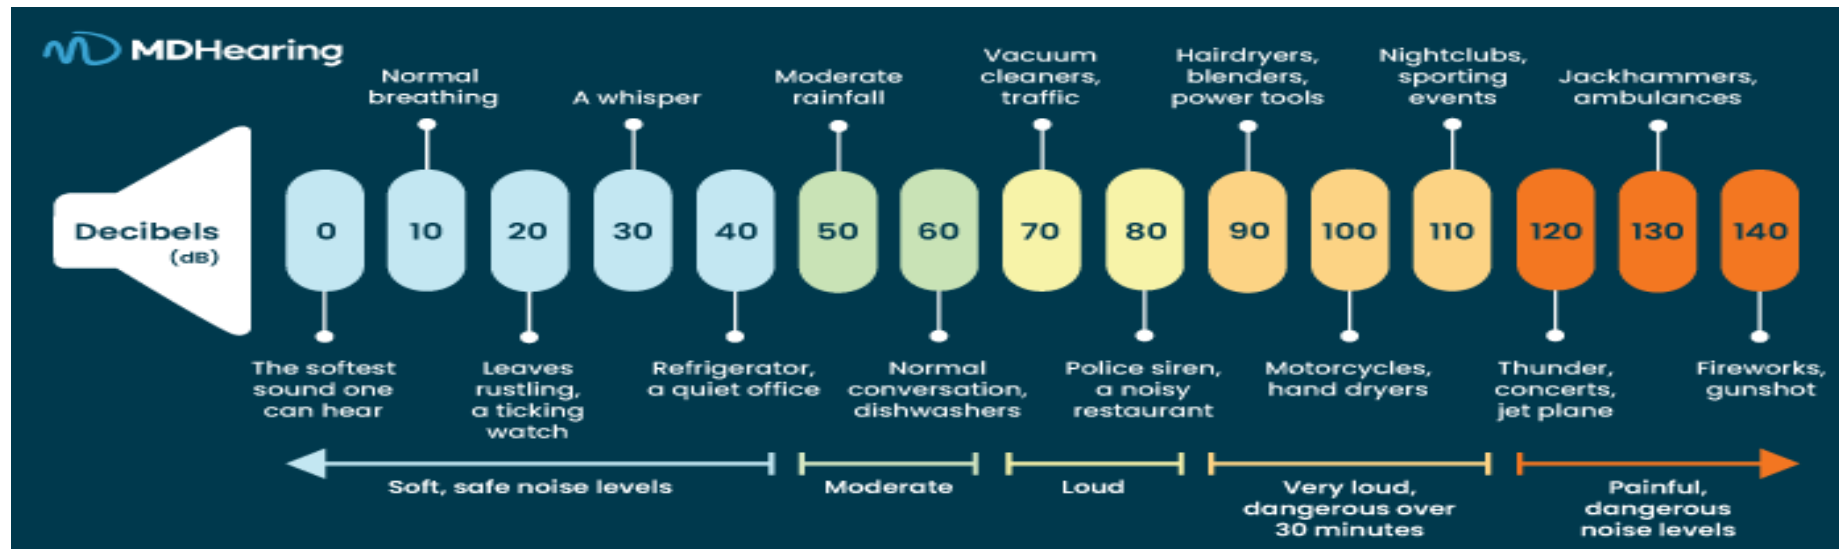 MDHearing
Normal
breathing
A whisper
Moderate
rainfall
Vacuum
cleaners,
traffic
Hairdryers,
blenders,
power tools
Nightclubs,
sporting
events
Jackhammers,
ambulances
Decibels
(dB)
0
10
20
30
40
50
60
70
80
90
100
110
120
130
140
The softest
sound one
can hear
Leaves
rustling,
a ticking
watch
Refrigerator,
a quiet office
Normal
conversation,
dishwashers
Police siren,
a noisy
restaurant
Motorcycles,
hand dryers
Thunder,
concerts,
jet plane
Fireworks,
gunshot
Soft, safe noise levels
Moderate
Loud
Very loud,
dangerous over
30 minutes
Painful,
dangerous
noise levels